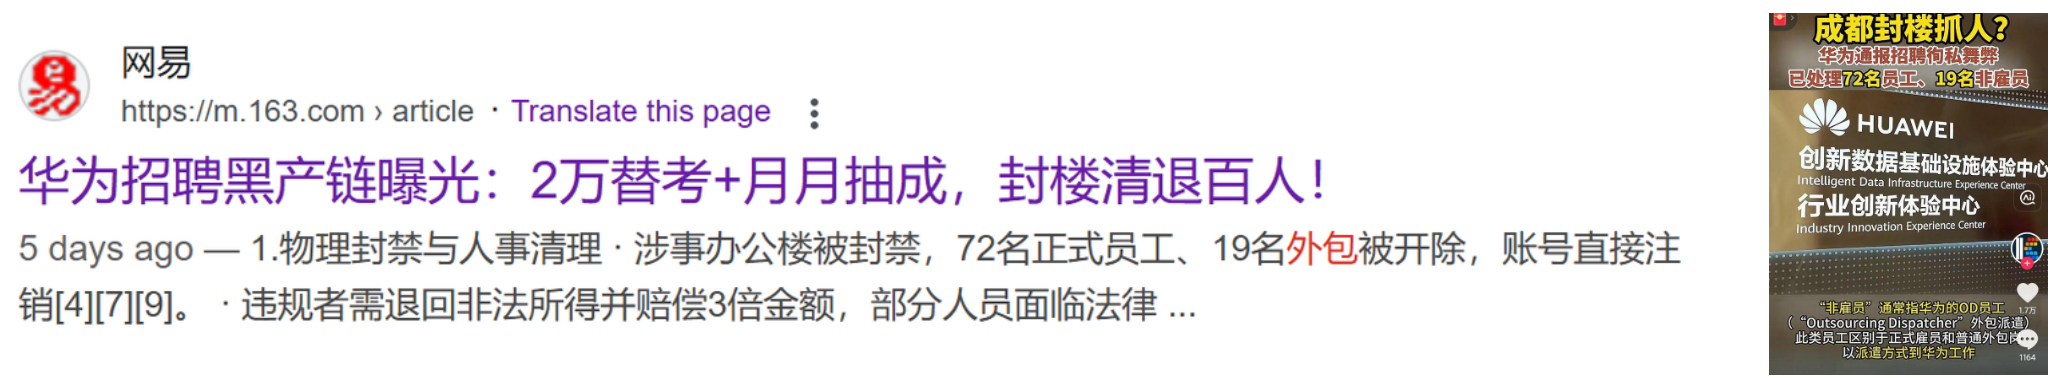 网易
https://m.163.com › article · Translate this page
华为招聘黑产链曝光：2万替考+月月抽成，封楼清退百人！
5 days ago — 1.物理封禁与人事清理 · 涉事办公楼被封禁，72名正式员工、19名外包被开除，账号直接注
销[4][7][9]。 · 违规者需退回非法所得并赔偿3倍金额，部分人员面临法律 ...
成都封楼抓人？
华为通报招聘徇私舞弊
已处理72名员工、19名非雇员
HUAWEI
创新数据基础设施体验中心
Intelligent Data Infrastructure Experience Center
行业创新体验中心
Industry Innovation Experience Center
“非雇员”通常指华为的OD员工
（“Outsourcing Dispatcher”外包派遣）
此类员工区别于正式雇员和普通外包岗
以派遣方式到华为工作
1.7万
1164